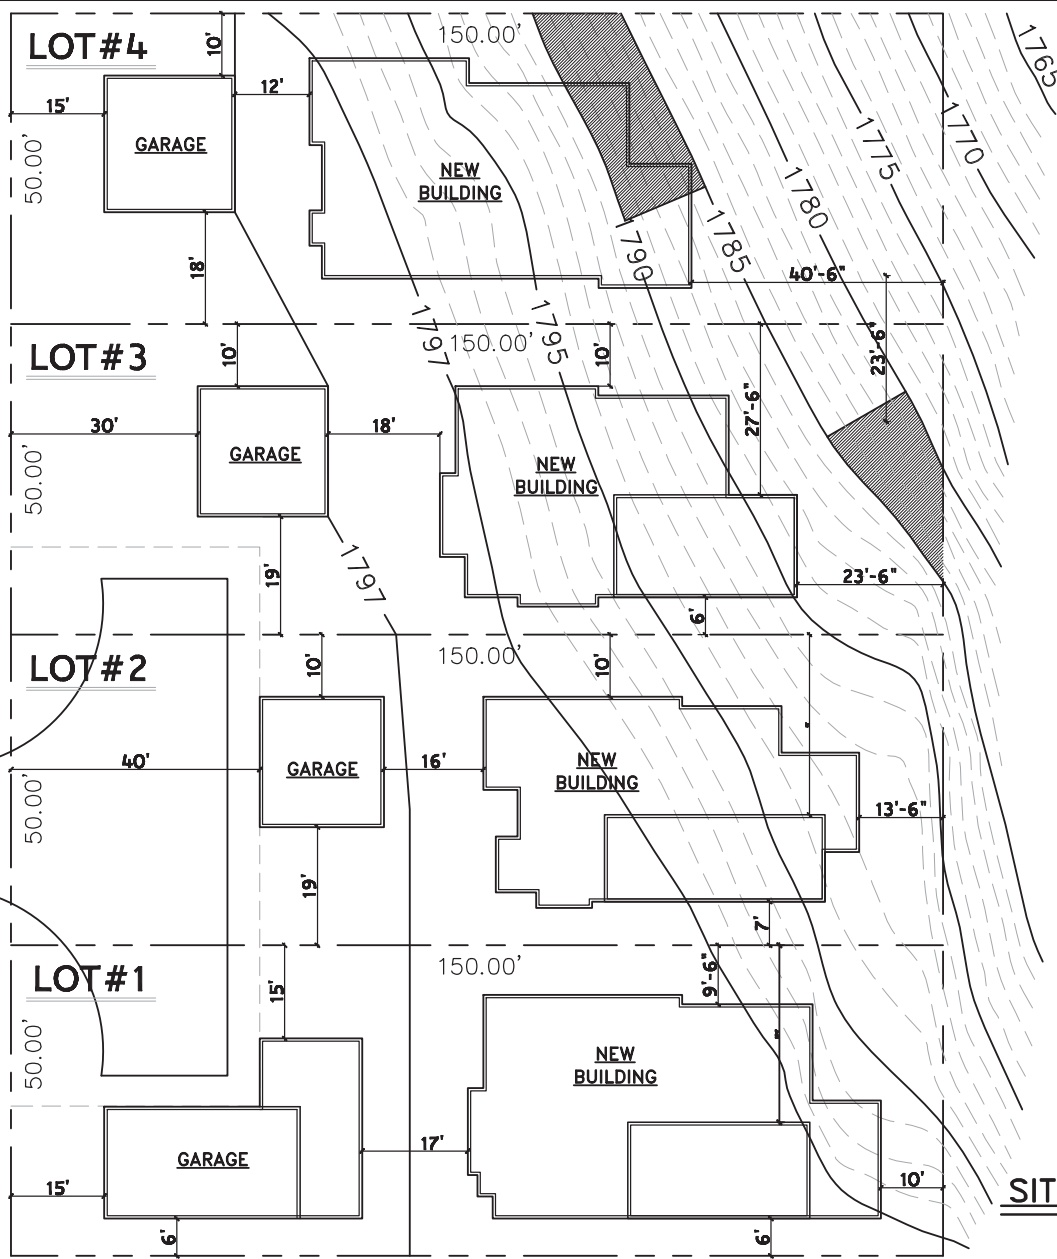 LOT#4
10'
150.00'
1765
15'
12'
GARAGE
50.00'
NEW
BUILDING
1770
1775
1780
1785
1790
18'
40'-6"
1797
1795
LOT#3
10'
150.00'
10'
23'-6"
27'-6"
30'
18'
GARAGE
50.00'
NEW
BUILDING
19'
1797
23'-6"
6'
LOT#2
10'
150.00'
10'
40'
GARAGE
16'
NEW
BUILDING
50.00'
13'-6"
19'
7'
LOT#1
15'
150.00'
9'-6"
50.00'
NEW
BUILDING
GARAGE
17'
15'
10'
SIT
6'
6'